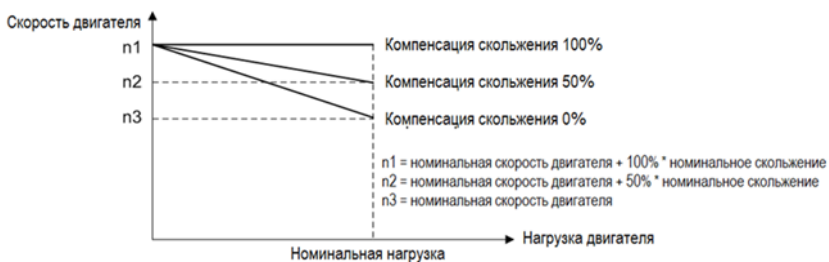 Скорость двигателя
n1
Компенсация скольжения 100%
n2
Компенсация скольжения 50%
n3
Компенсация скольжения 0%
n1 = номинальная скорость двигателя + 100% * номинальное скольжение
n2 = номинальная скорость двигателя + 50% * номинальное скольжение
n3 = номинальная скорость двигателя
Нагрузка двигателя
Номинальная нагрузка